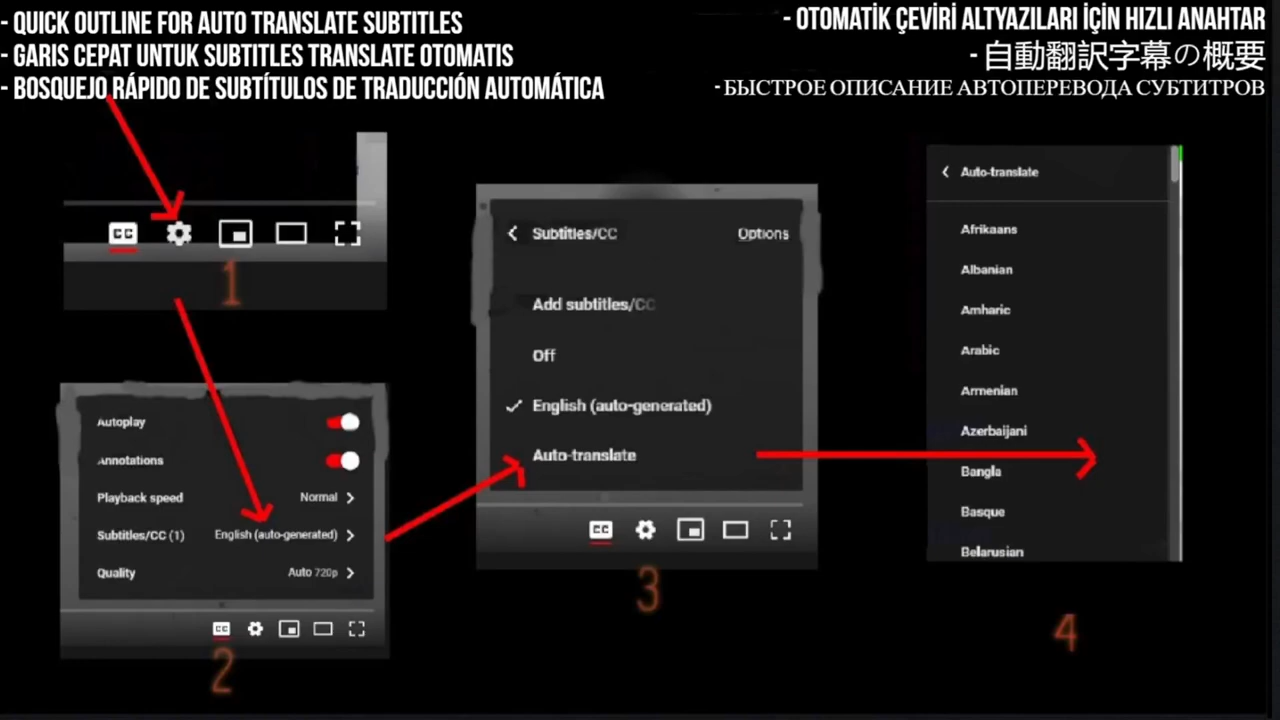 - QUICK OUTLINE FOR AUTO TRANSLATE SUBTITLES
- GARIS CEPAT UNTUK SUBTITLES TRANSLATE OTOMATIS
- BOSQUEJO RÁPIDO DE SUBTÍTULOS DE TRADUCCIÓN AUTOMÁTICA
- OTOMATİK ÇEVİRİ ALTYAZILARI İÇİN HIZLI ANAHTAR
- 自動翻訳字幕の概要
- БЫСТРОЕ ОПИСАНИЕ АВТОПЕРЕВОДА СУБТИТРОВ
CC
1
Autoplay
Annotations
Playback speed Normal
Subtitles/CC (1) English (auto-generated)
Quality Auto 720p
CC
2
Subtitles/CC Options
Add subtitles/CC
Off
English (auto-generated)
Auto-translate
CC
3
Auto-translate
Afrikaans
Albanian
Amharic
Arabic
Armenian
Azerbaijani
Bangla
Basque
Belarusian
4